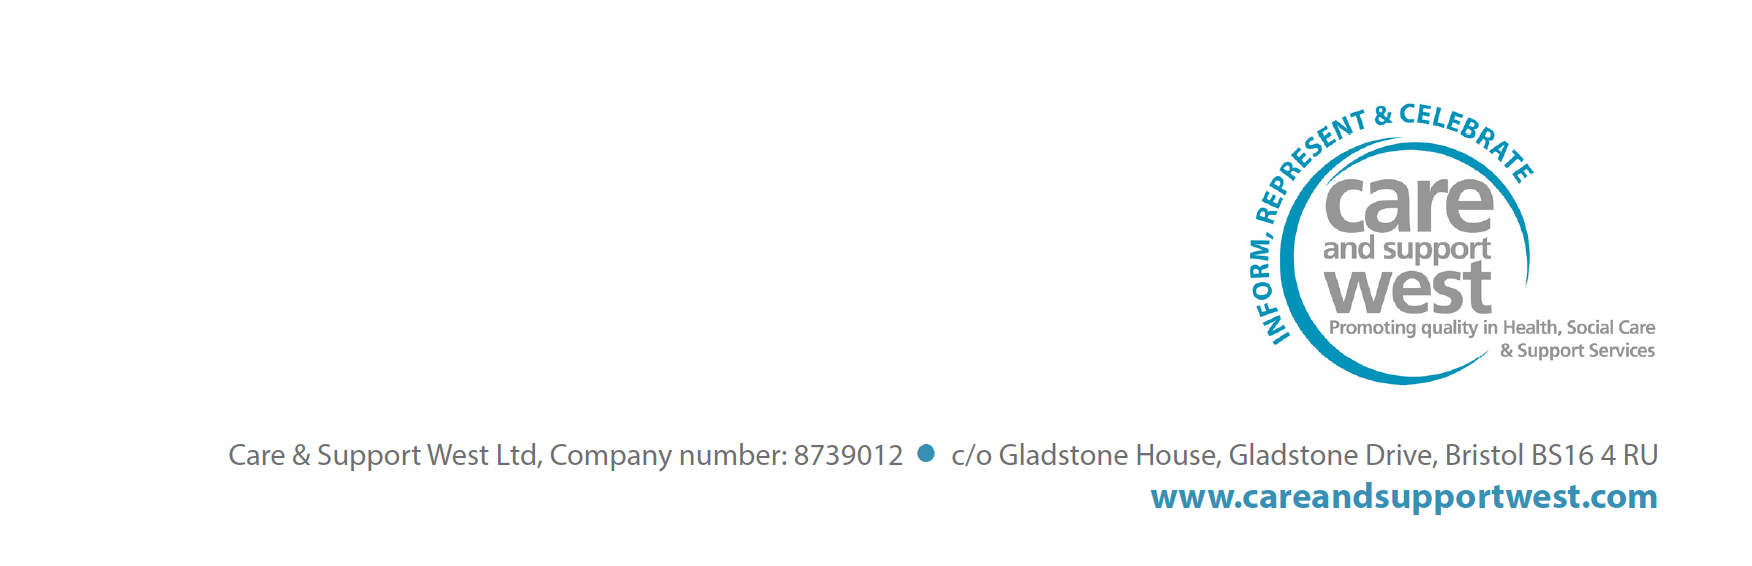 INFORM, REPRESENT & CELEBRATE
care
and support
west
Promoting quality in Health, Social Care
& Support Services
Care & Support West Ltd, Company number: 8739012 ● c/o Gladstone House, Gladstone Drive, Bristol BS16 4 RU
www.careandsupportwest.com